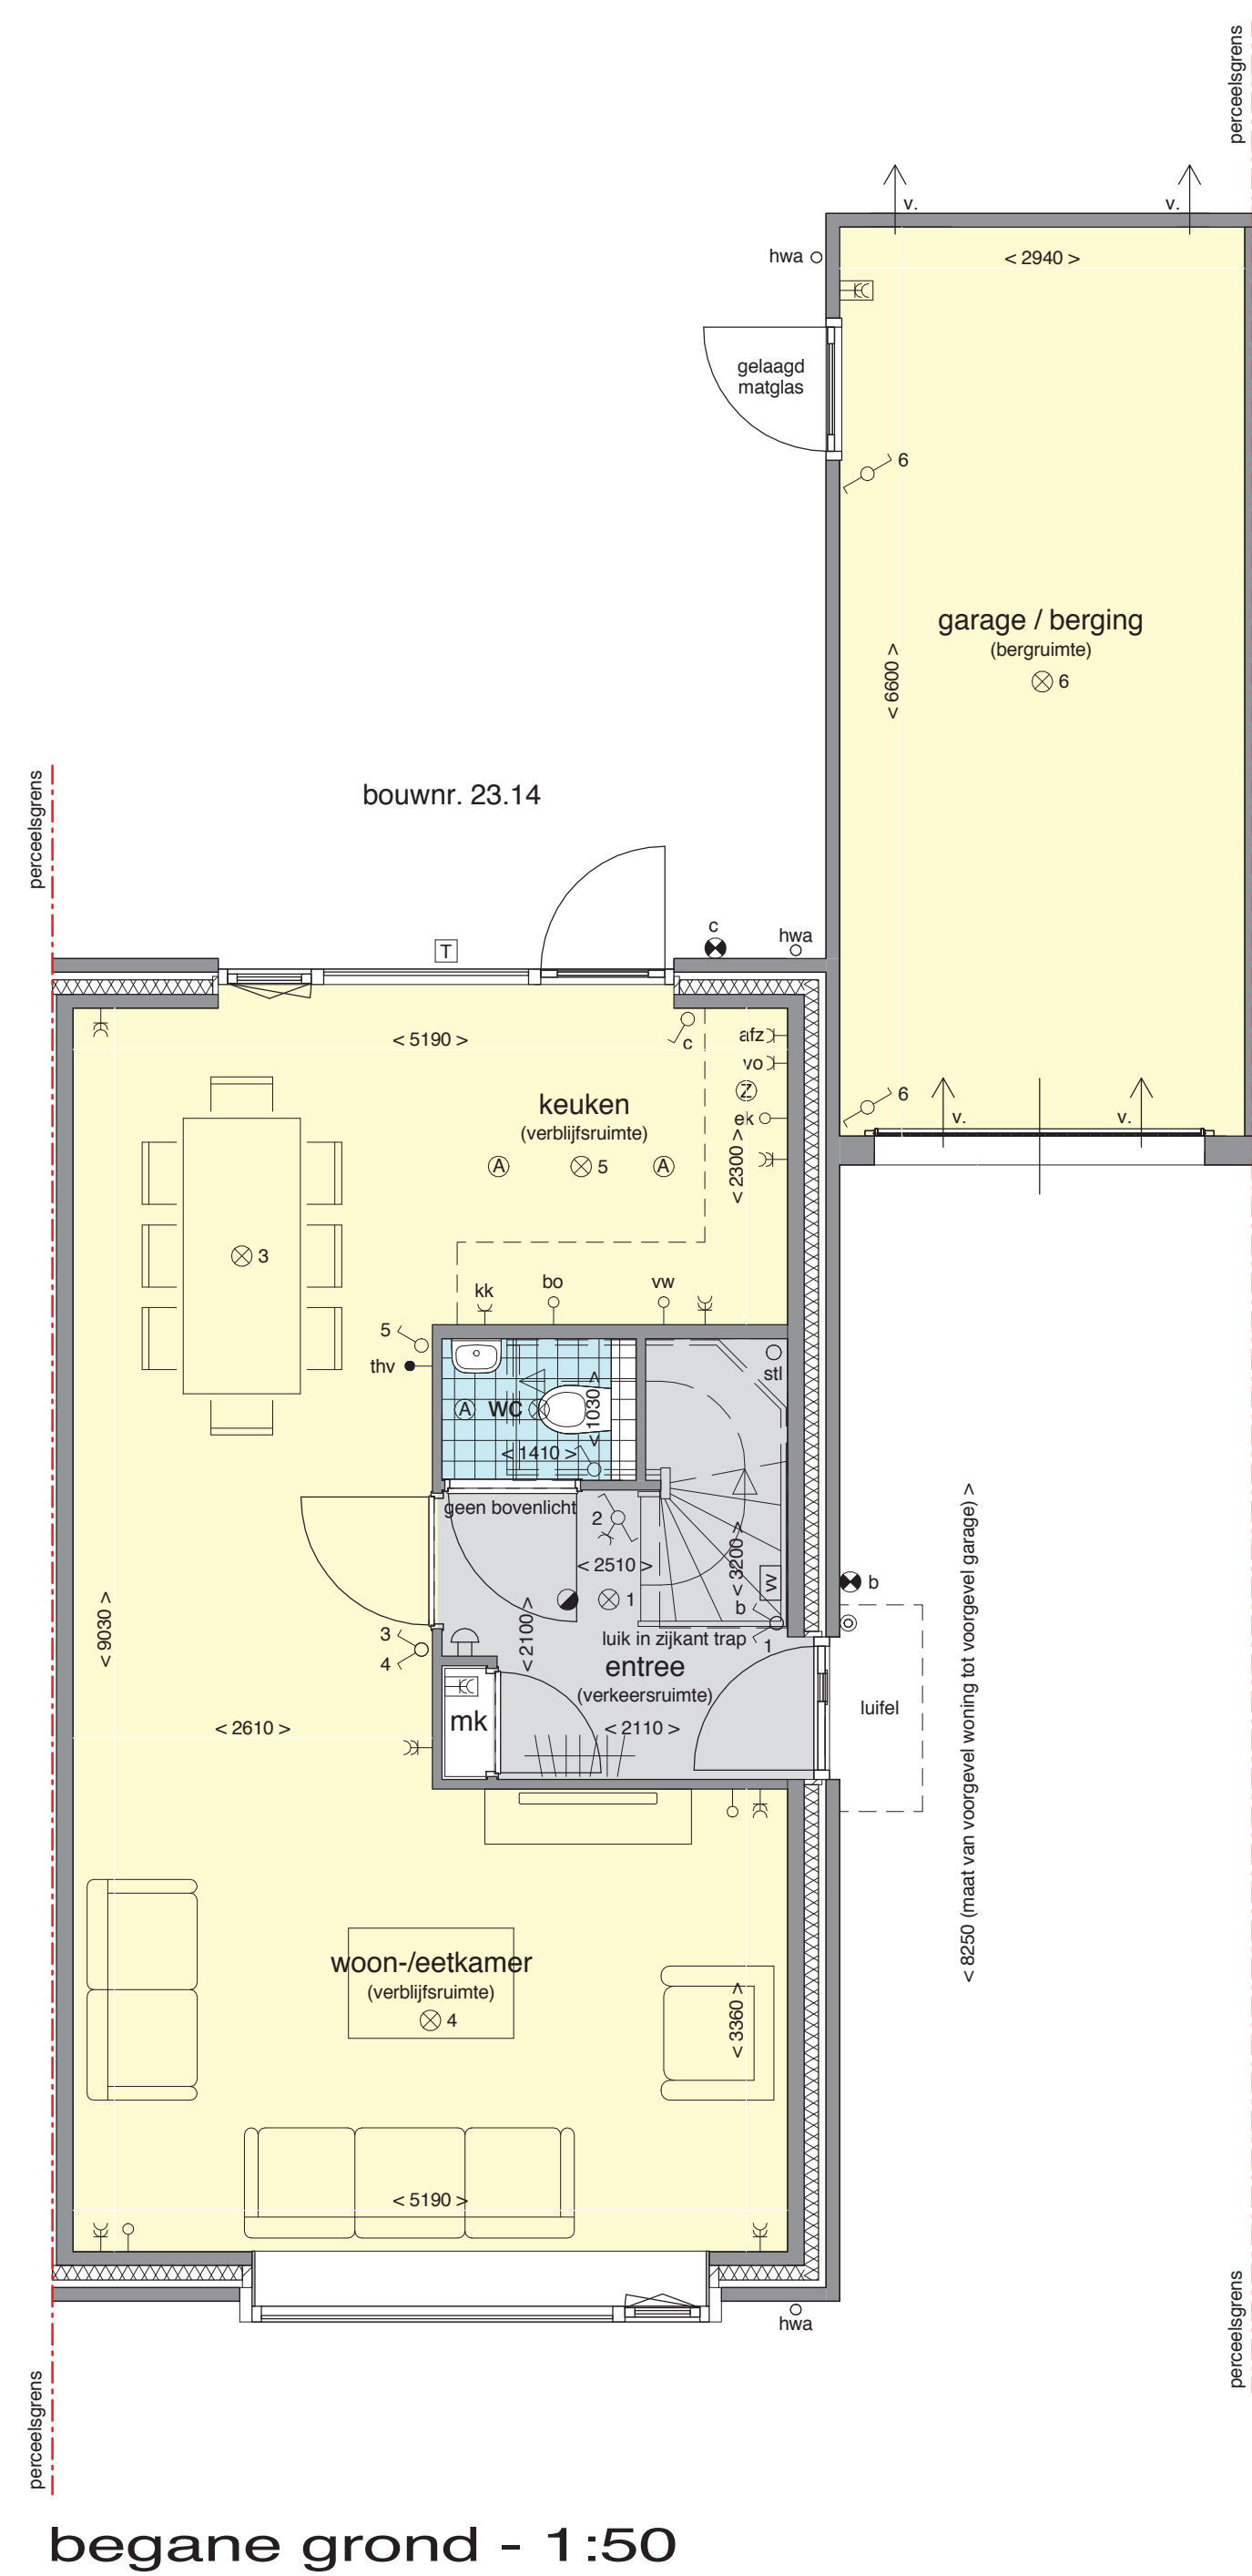 perceelsgrens
v.
v.
hwa
< 2940 >
gelaagd
matglas
6
garage / berging
(bergruimte)
6
< 6600 >
perceelsgrens
bouwnr. 23.14
T
c
hwa
< 5190 >
c
afz
vo
Z
ek
keuken
(verblijfsruimte)
A
5
A
< 2300 >
6
v.
v.
3
kk
bo
vw
5
thv
A
WC
< 1030 >
< 1410 >
stl
geen bovenlicht
2
< 2510 >
< 3200 >
vv
1
b
b
< 2100 >
luik in zijkant trap
1
3
4
entree
(verkeersruimte)
< 9030 >
mk
< 2610 >
< 2110 >
luifel
< 8250 (maat van voorgevel woning tot voorgevel garage) >
woon-/eetkamer
(verblijfsruimte)
4
< 3360 >
< 5190 >
hwa
perceelsgrens
perceelsgrens
begane grond - 1:50